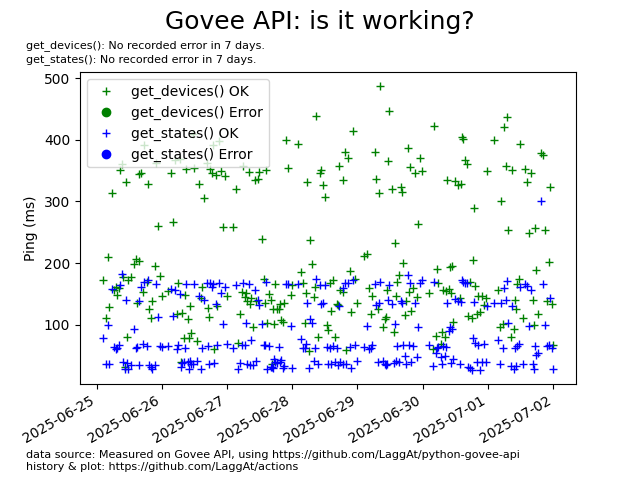 Govee API: is it working?
get_devices(): No recorded error in 7 days.
get_states(): No recorded error in 7 days.
get_devices() OK
get_devices() Error
get_states() OK
get_states() Error
Ping (ms)
500
400
300
200
100
2025-06-25
2025-06-26
2025-06-27
2025-06-28
2025-06-29
2025-06-30
2025-07-01
2025-07-02
data source: Measured on Govee API, using https://github.com/LaggAt/python-govee-api
history & plot: https://github.com/LaggAt/actions